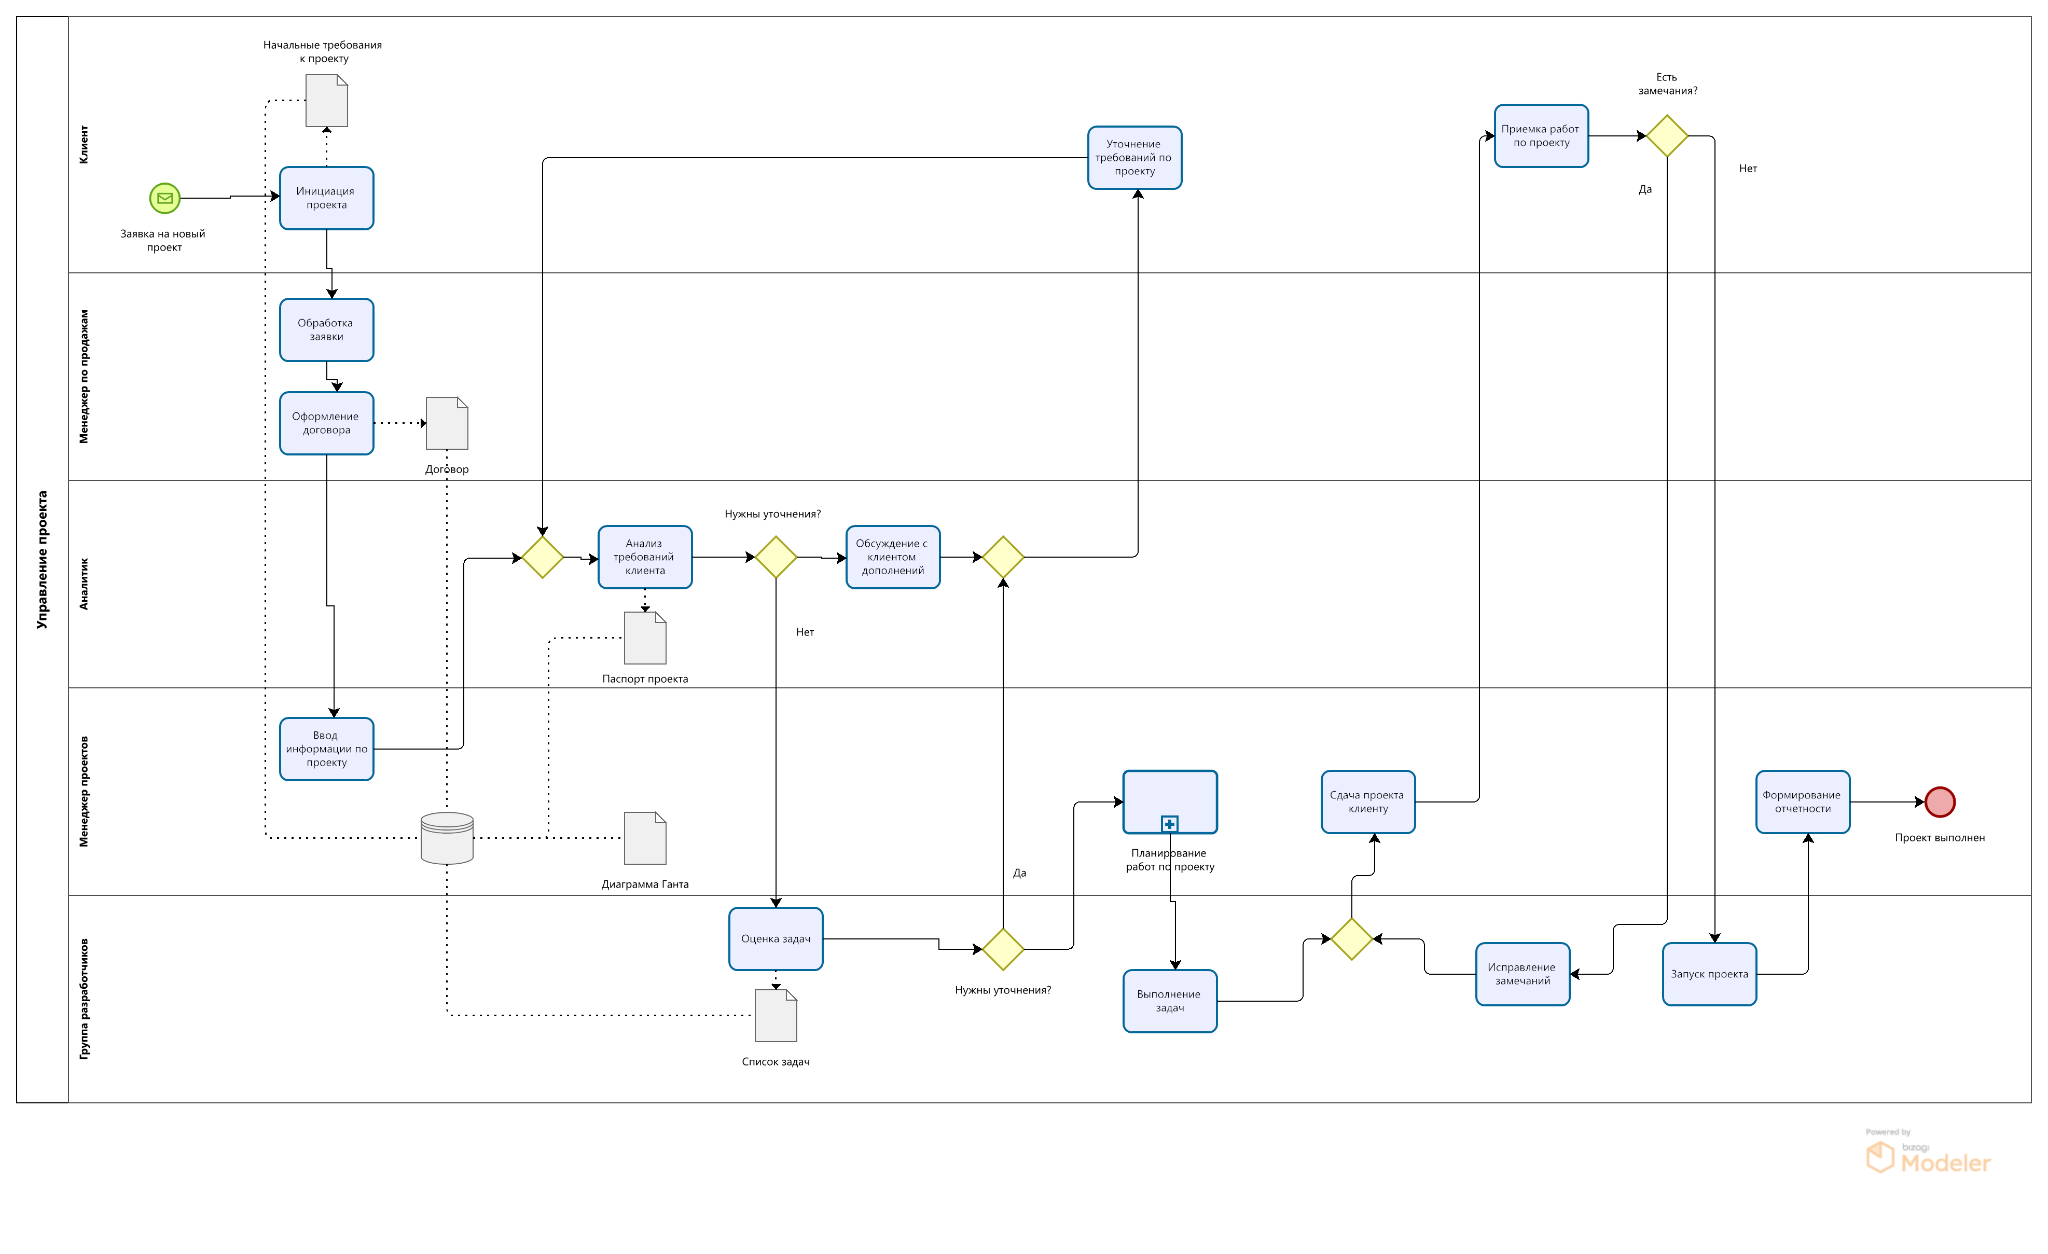 Управление проекта
Клиент
Начальные требования
к проекту
Заявка на новый
проект
Инициация
проекта
Уточнение
требований по
проекту
Приемка работ
по проекту
Есть
замечания?
Да
Нет
Менеджер по продажам
Обработка
заявки
Оформление
договора
Договор
Аналитик
Анализ
требований
клиента
Паспорт проекта
Нужны уточнения?
Нет
Обсуждение с
клиентом
дополнений
Менеджер проектов
Ввод
информации по
проекту
Диаграмма Ганта
Да
Планирование
работ по проекту
Сдача проекта
клиенту
Формирование
отчетности
Проект выполнен
Группа разработчиков
Оценка задач
Список задач
Нужны уточнения?
Выполнение
задач
Исправление
замечаний
Запуск проекта
Powered by
bizagi
Modeler